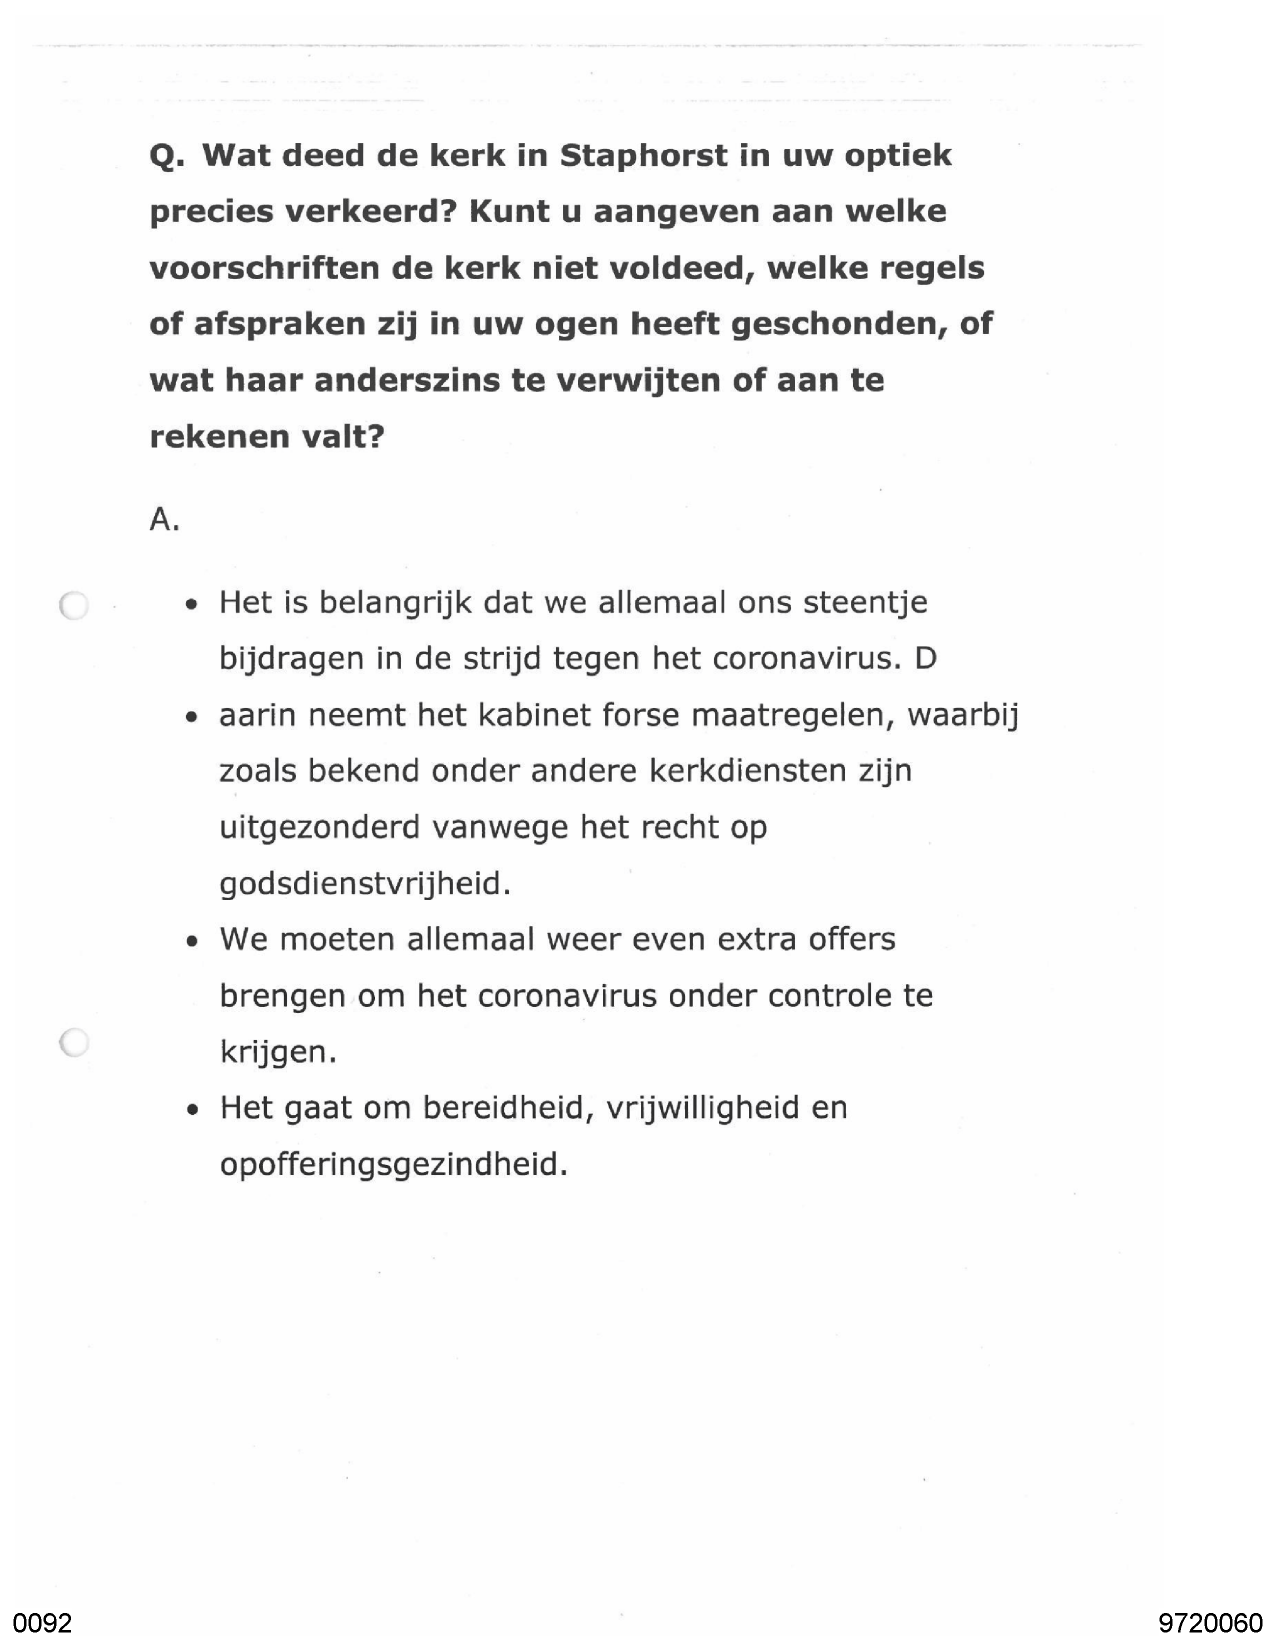 Q. Wat deed de kerk in Staphorst in uw optiek
precies verkeerd? Kunt u aangeven aan welke
voorschriften de kerk niet voldeed, welke regels
of afspraken zij in uw ogen heeft geschonden, of
wat haar anderszins te verwijten of aan te
rekenen valt?
A.
• Het is belangrijk dat we allemaal ons steentje
bijdragen in de strijd tegen het coronavirus. D
• aarin neemt het kabinet forse maatregelen, waarbij
zoals bekend onder andere kerkdiensten zijn
uitgezonderd vanwege het recht op
godsdienstvrijheid.
• We moeten allemaal weer even extra offers
brengen om het coronavirus onder controle te
krijgen.
• Het gaat om bereidheid, vrijwilligheid en
opofferingsgezindheid.
0092
9720060